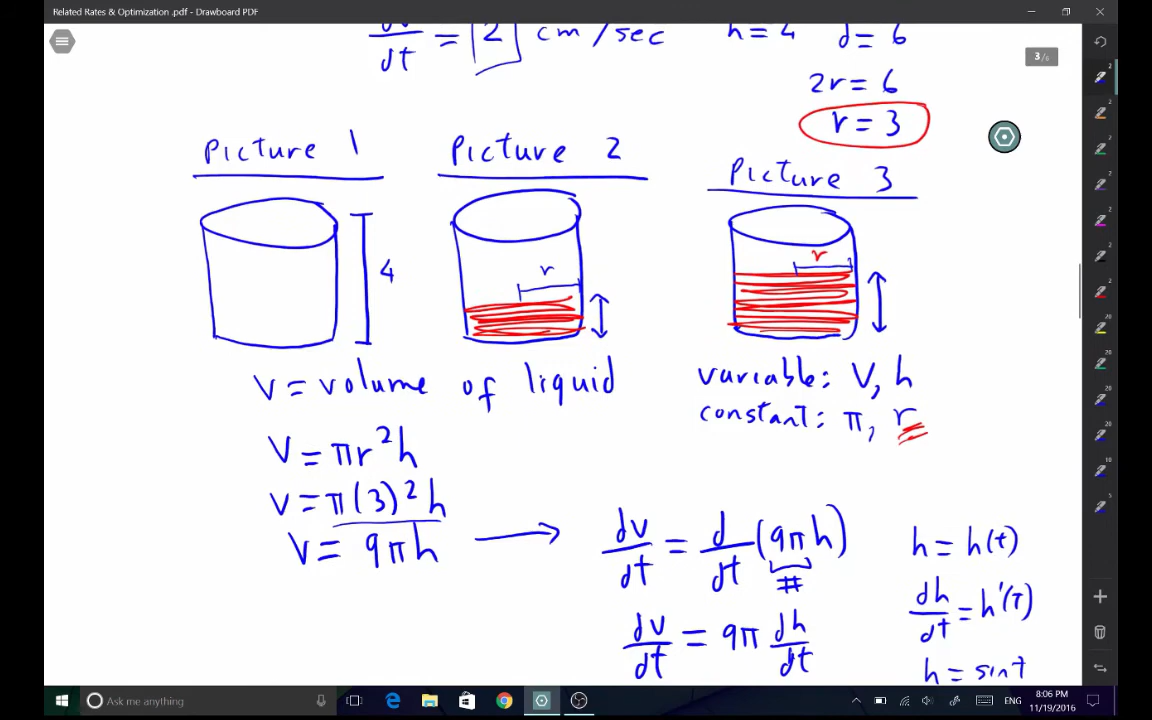 Related Rates & Optimization .pdf - Drawboard PDF
dt = 2 cm/sec h = 4 d = 6
3/6
2r = 6
r = 3
Picture 1 Picture 2 Picture 3
4 r r
V = volume of liquid
variable: V, h
constant: π, r
V = πr²h
V = π(3)²h
V = 9πh
dv/dt = d/dt (9πh) h = h(t)
#
dh/dt = h'(t)
dv/dt = 9π dh/dt
h = sint
Ask me anything
ENG
8:06 PM
11/19/2016